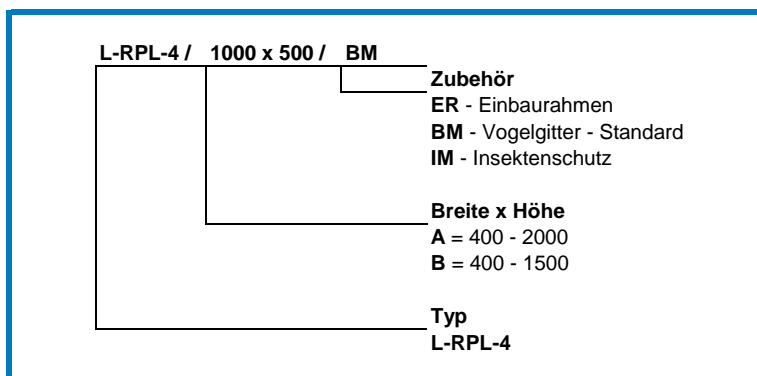 L-RPL-4 / 1000 x 500 / BM
Zubehör
ER - Einbaurahmen
BM - Vogelgitter - Standard
IM - Insektenschutz
Breite x Höhe
A = 400 - 2000
B = 400 - 1500
Typ
L-RPL-4